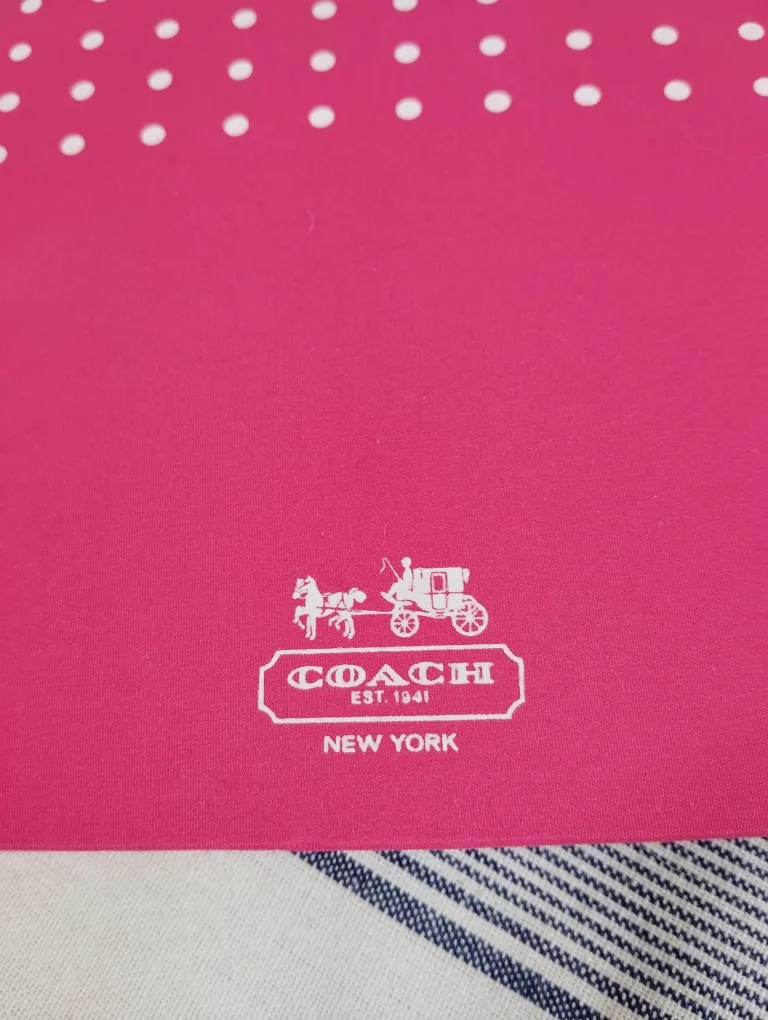 COACH
EST. 1941
NEW YORK